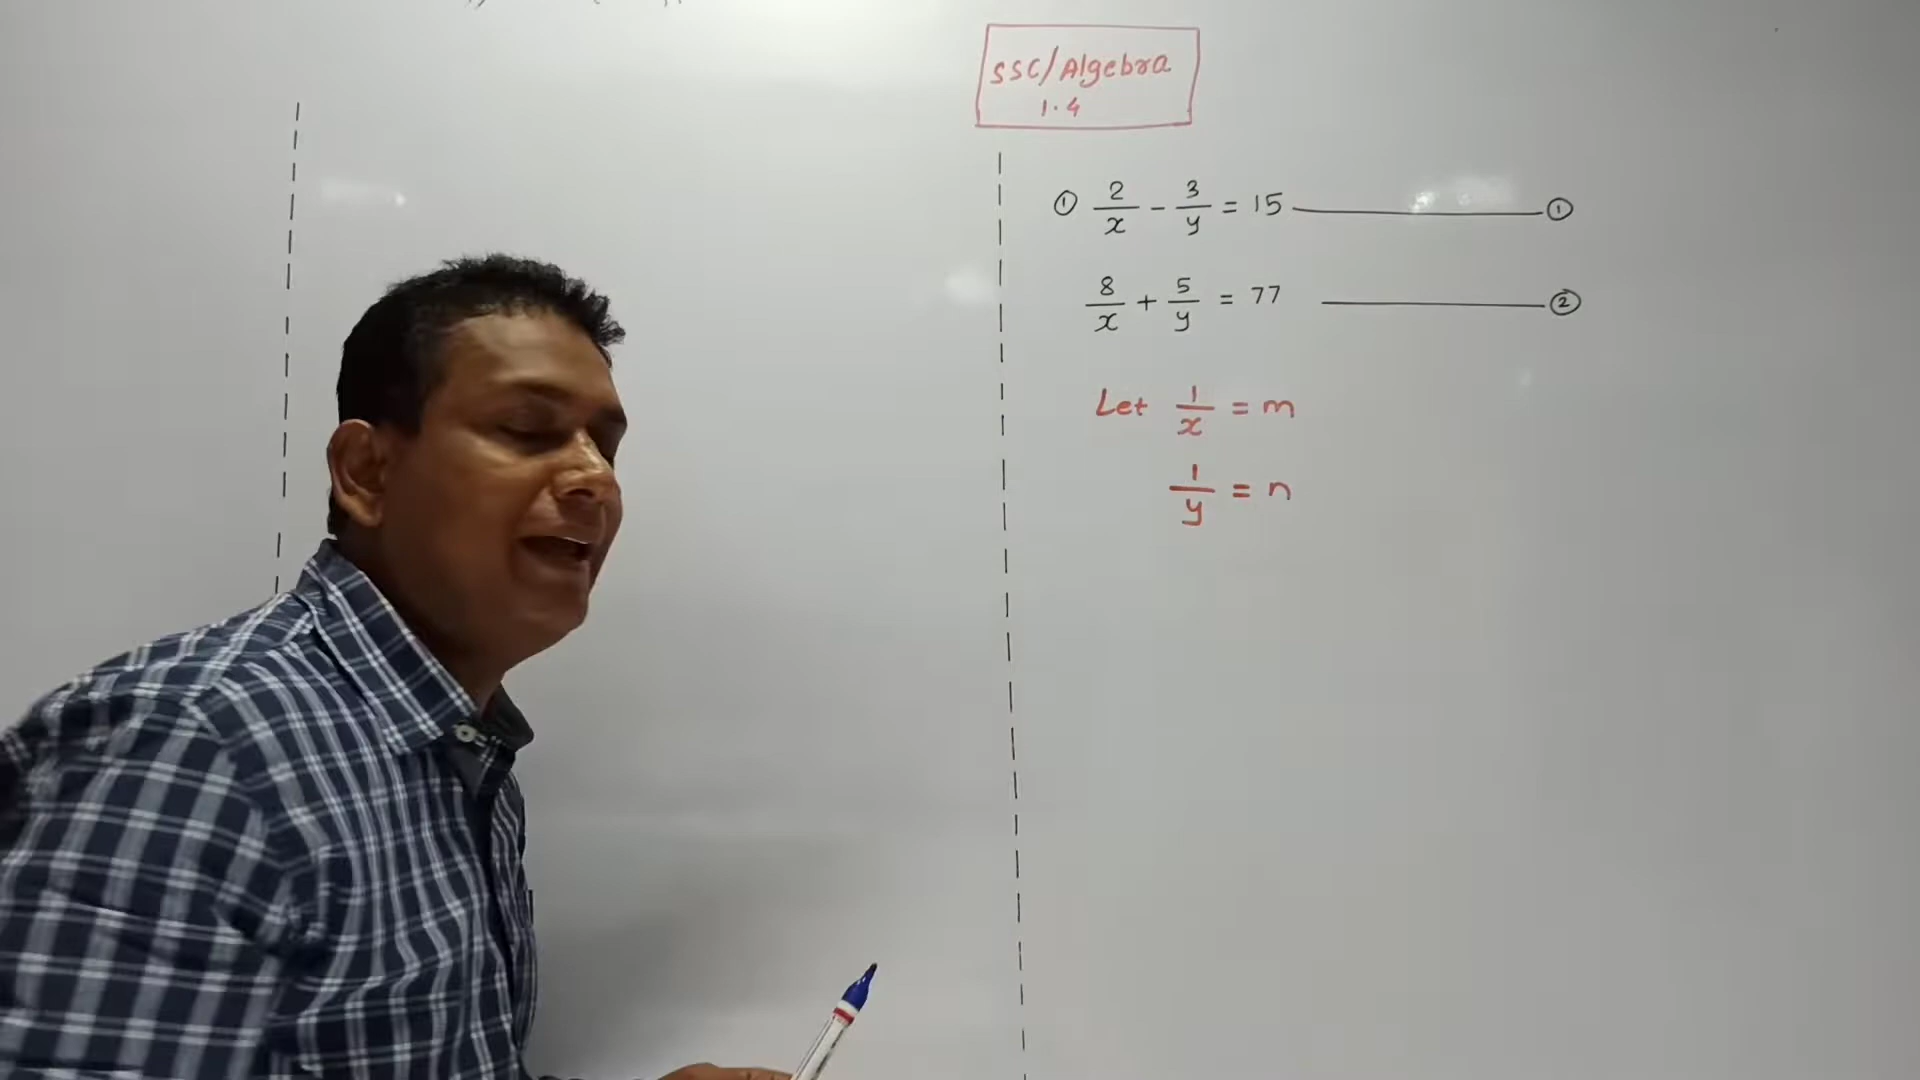 SSC/Algebra
1.4
① 2/x - 3/y = 15 ①
8/x + 5/y = 77 ②
Let 1/x = m
1/y = n